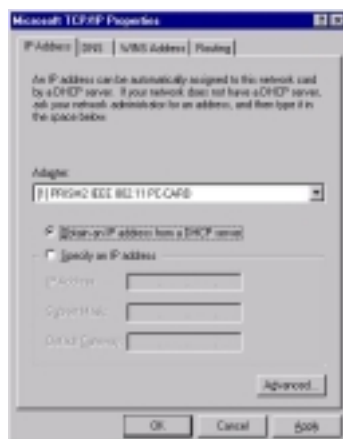 Microsoft TCP/IP Properties
IP Address DNS WINS Address Routing
An IP address can be automatically assigned to this network card
by a DHCP server. If your network does not have a DHCP server,
ask your network administrator for an address, and then type it in
the space below.
Adapter:
[1] PRISM2 IEEE 802.11 PC-CARD
Obtain an IP address from a DHCP server
Specify an IP address
IP Address:
Subnet Mask:
Default Gateway:
Advanced...
OK Cancel Apply